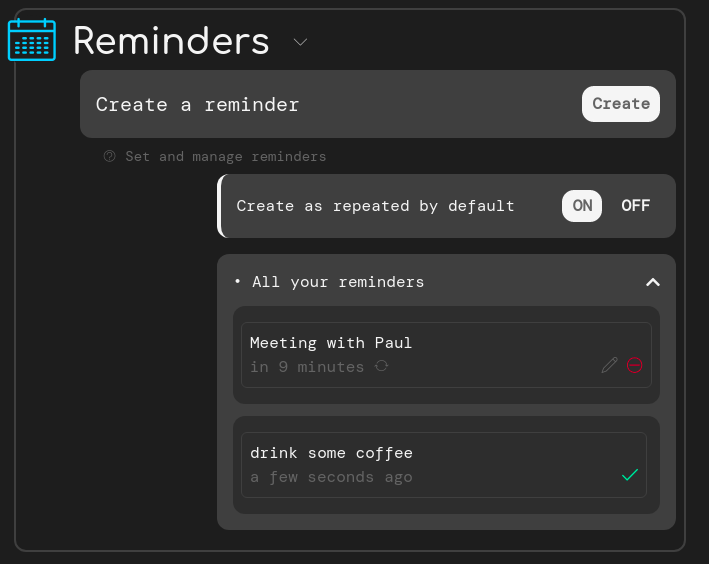 Reminders
Create a reminder
Create
Set and manage reminders
Create as repeated by default
ON
OFF
• All your reminders
Meeting with Paul
in 9 minutes
drink some coffee
a few seconds ago